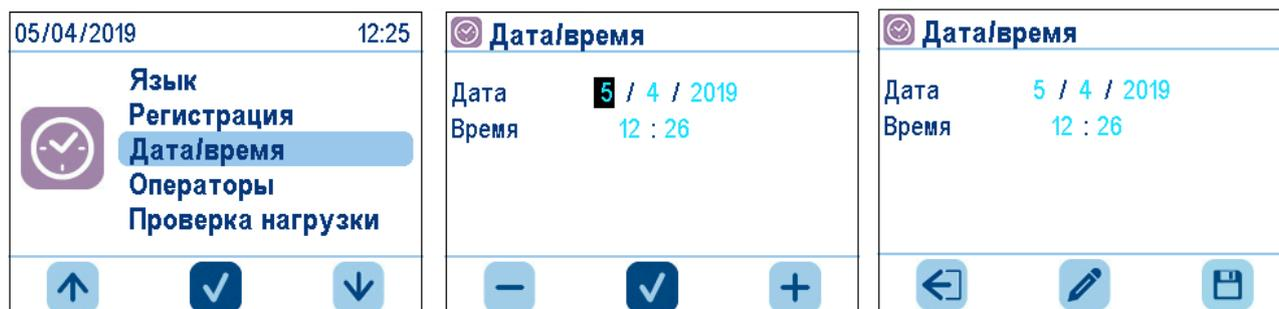 05/04/2019 12:25
Язык
Регистрация
Дата/время
Операторы
Проверка нагрузки
Дата/время
Дата 5 / 4 / 2019
Время 12 : 26
Дата/время
Дата 5 / 4 / 2019
Время 12 : 26